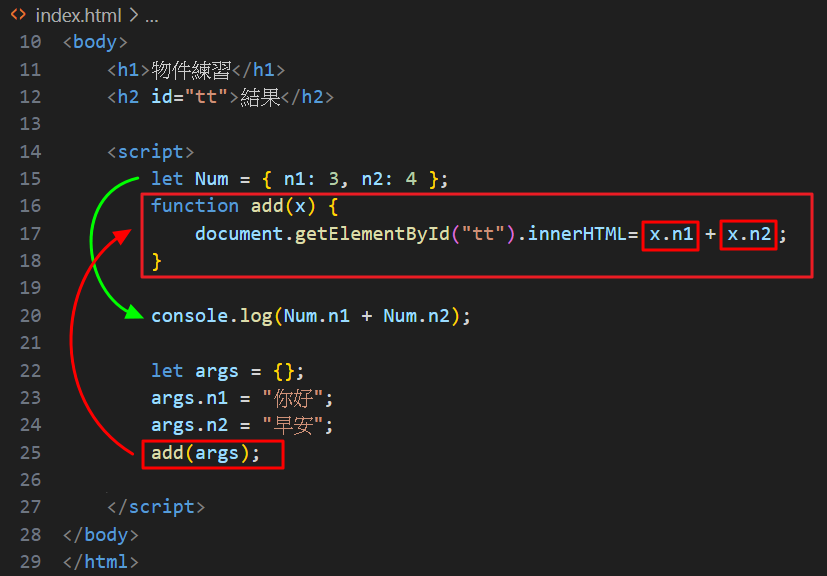 <> index.html > ...
10 <body>
11 <h1>物件練習</h1>
12 <h2 id="tt">結果</h2>
13
14 <script>
15 let Num = { n1: 3, n2: 4 };
16 function add(x) {
17 document.getElementById("tt").innerHTML= x.n1 + x.n2 ;
18 }
19
20 console.log(Num.n1 + Num.n2);
21
22 let args = {};
23 args.n1 = "你好";
24 args.n2 = "早安";
25 add(args);
26
27 </script>
28 </body>
29 </html>